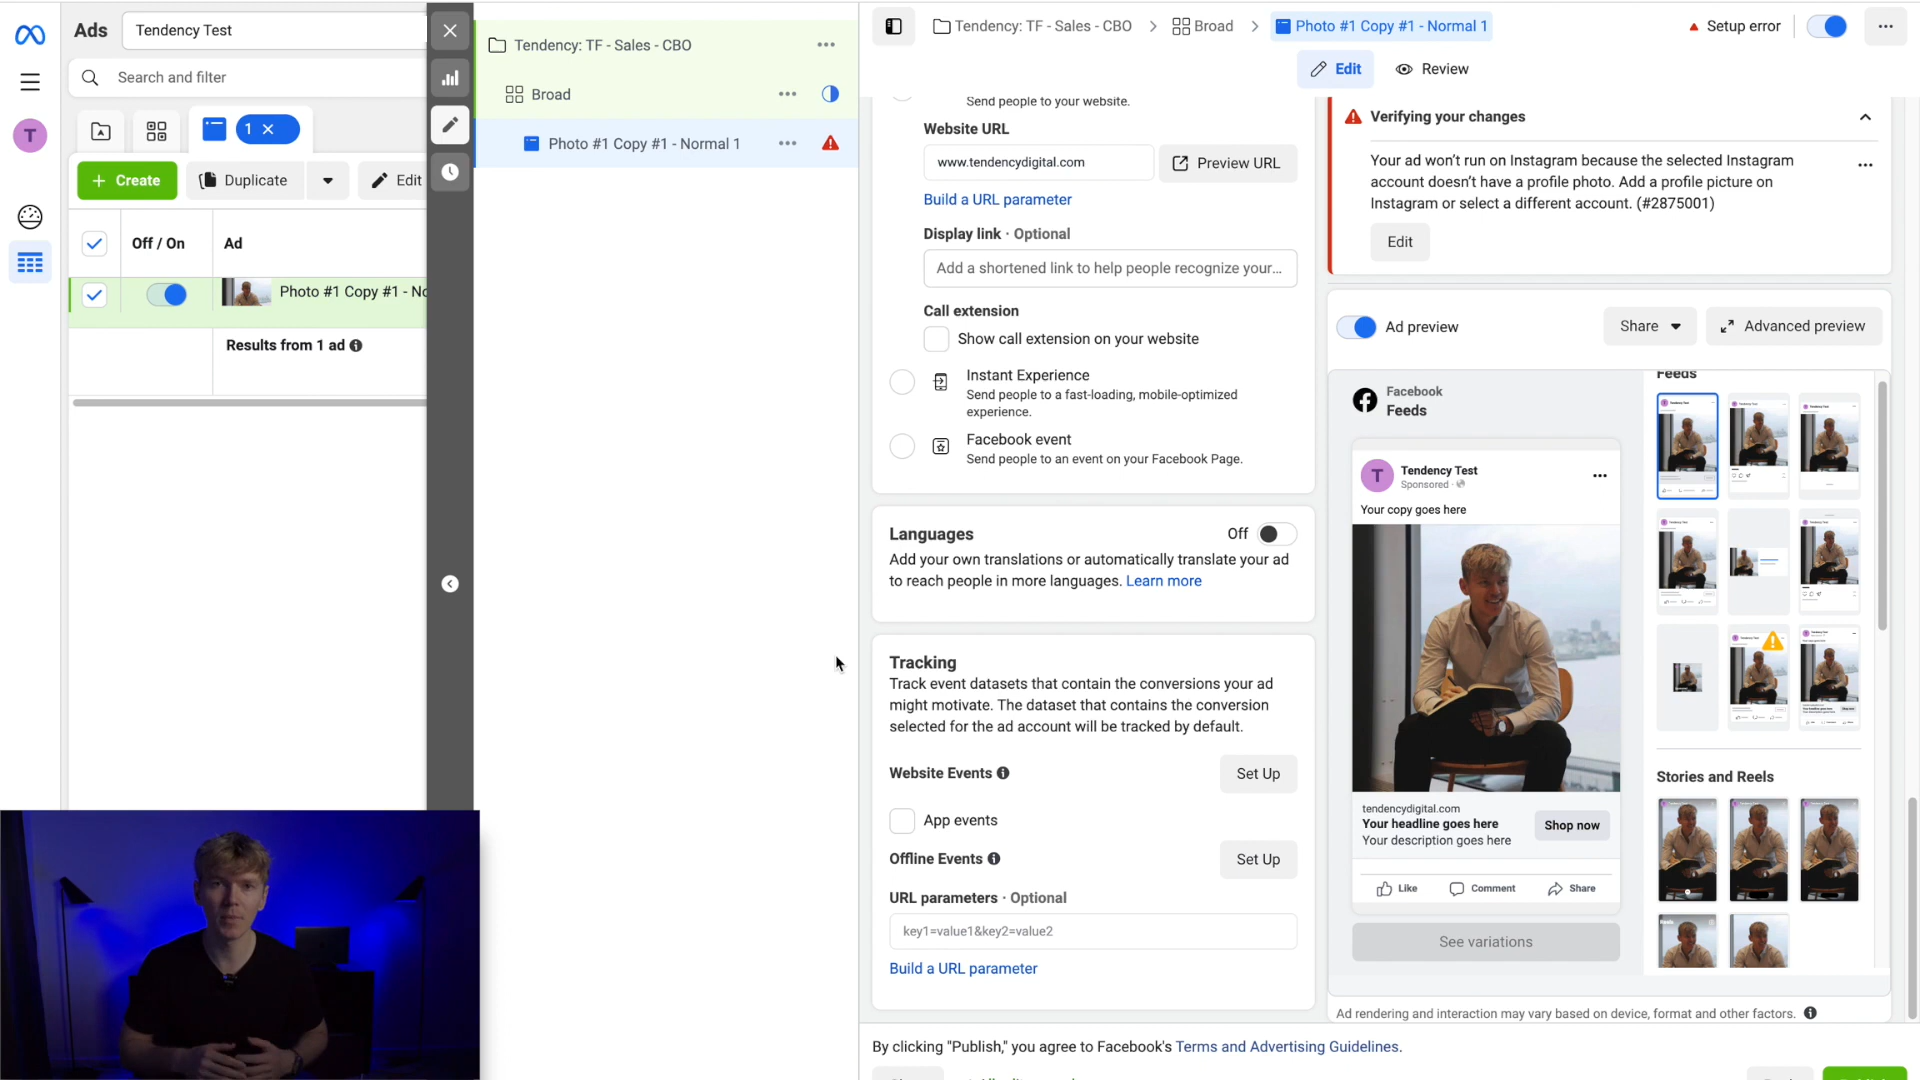 Ads
Tendency Test
Search and filter
T
1
Create
Duplicate
Edit
Off / On
Ad
Photo #1 Copy #1 - No
Results from 1 ad
Tendency: TF - Sales - CBO
Broad
Photo #1 Copy #1 - Normal 1
Tendency: TF - Sales - CBO
Broad
Photo #1 Copy #1 - Normal 1
Setup error
Edit
Review
Send people to your website.
Website URL
www.tendencydigital.com
Preview URL
Build a URL parameter
Display link · Optional
Add a shortened link to help people recognize your...
Call extension
Show call extension on your website
Instant Experience
Send people to a fast-loading, mobile-optimized
experience.
Facebook event
Send people to an event on your Facebook Page.
Languages
Off
Add your own translations or automatically translate your ad
to reach people in more languages. Learn more
Tracking
Track event datasets that contain the conversions your ad
might motivate. The dataset that contains the conversion
selected for the ad account will be tracked by default.
Website Events
Set Up
App events
Offline Events
Set Up
URL parameters · Optional
key1=value1&key2=value2
Build a URL parameter
Verifying your changes
Your ad won't run on Instagram because the selected Instagram
account doesn't have a profile photo. Add a profile picture on
Instagram or select a different account. (#2875001)
Edit
Ad preview
Share
Advanced preview
Facebook
Feeds
T
Tendency Test
Sponsored ·
Your copy goes here
tendencydigital.com
Your headline goes here
Your description goes here
Shop now
Like
Comment
Share
See variations
Feeds
Stories and Reels
Ad rendering and interaction may vary based on device, format and other factors.
By clicking "Publish," you agree to Facebook's Terms and Advertising Guidelines.